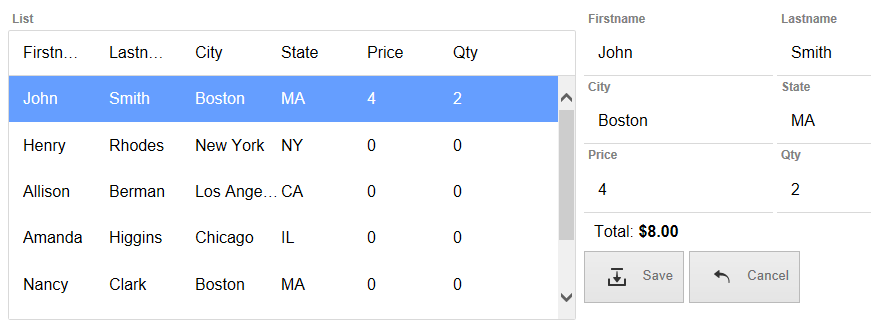 List
Firstn... Lastn... City State Price Qty
John Smith Boston MA 4 2
Henry Rhodes New York NY 0 0
Allison Berman Los Ange... CA 0 0
Amanda Higgins Chicago IL 0 0
Nancy Clark Boston MA 0 0
Firstname Lastname
John Smith
City State
Boston MA
Price Qty
4 2
Total: $8.00
Save Cancel